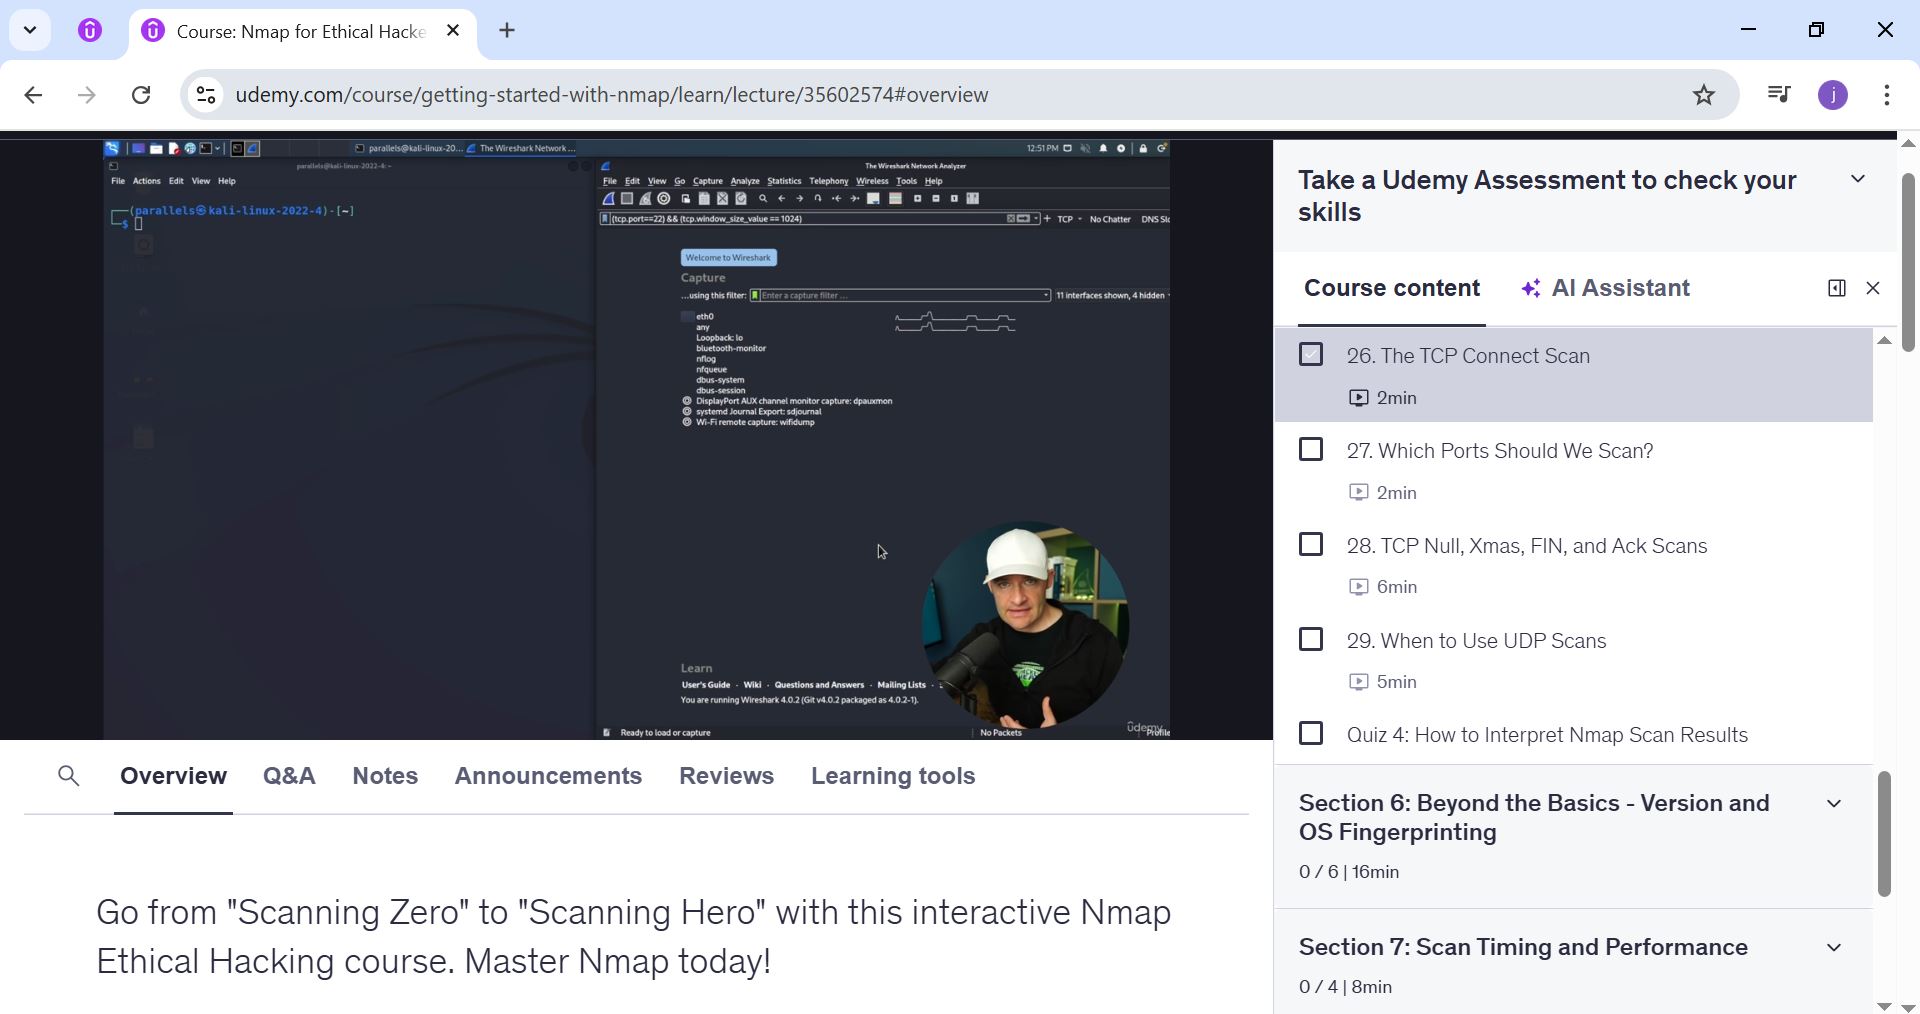 Course: Nmap for Ethical Hacke
udemy.com/course/getting-started-with-nmap/learn/lecture/35602574#overview
j
parallels@kali-linux-20...
The Wireshark Network ...
12:51 PM
parallels@kali-linux-2022-4:~
File Actions Edit View Help
(parallels㉿kali-linux-2022-4)-[~]
$
The Wireshark Network Analyzer
File Edit View Go Capture Analyze Statistics Telephony Wireless Tools Help
(tcp.port==22) && (tcp.window_size_value == 1024)
+ TCP No Chatter DNS Slo
Welcome to Wireshark
Capture
...using this filter: Enter a capture filter ... 11 interfaces shown, 4 hidden
eth0
any
Loopback: lo
bluetooth-monitor
nflog
nfqueue
dbus-system
dbus-session
DisplayPort AUX channel monitor capture: dpauxmon
systemd Journal Export: sdjournal
Wi-Fi remote capture: wifidump
Learn
User's Guide · Wiki · Questions and Answers · Mailing Lists ·
You are running Wireshark 4.0.2 (Git v4.0.2 packaged as 4.0.2-1).
Ready to load or capture
No Packets
Profile
ûdemy
Overview
Q&A
Notes
Announcements
Reviews
Learning tools
Go from "Scanning Zero" to "Scanning Hero" with this interactive Nmap
Ethical Hacking course. Master Nmap today!
Take a Udemy Assessment to check your
skills
Course content
AI Assistant
26. The TCP Connect Scan
2min
27. Which Ports Should We Scan?
2min
28. TCP Null, Xmas, FIN, and Ack Scans
6min
29. When to Use UDP Scans
5min
Quiz 4: How to Interpret Nmap Scan Results
Section 6: Beyond the Basics - Version and
OS Fingerprinting
0 / 6 | 16min
Section 7: Scan Timing and Performance
0 / 4 | 8min